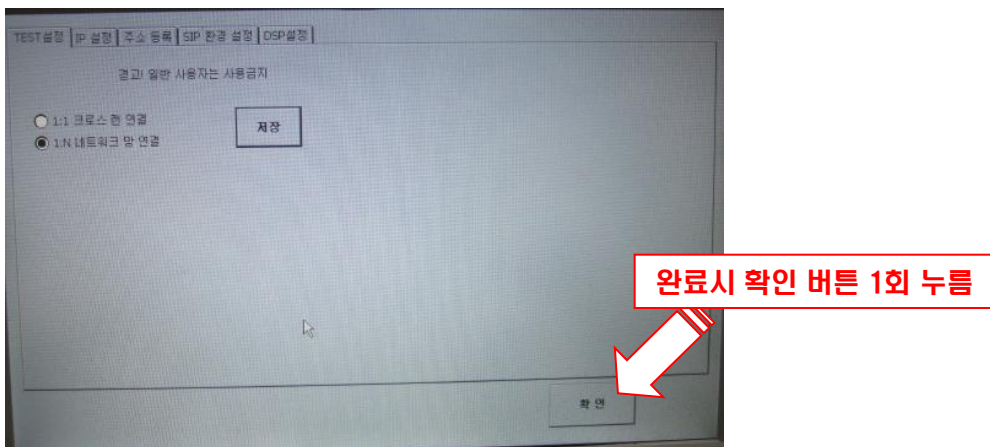 TEST설정 IP 설정 주소 등록 SIP 환경 설정 DSP설정
경고! 일반 사용자는 사용금지
1:1 크로스 랜 연결
저장
1:N 네트워크 망 연결
완료시 확인 버튼 1회 누름
확 인